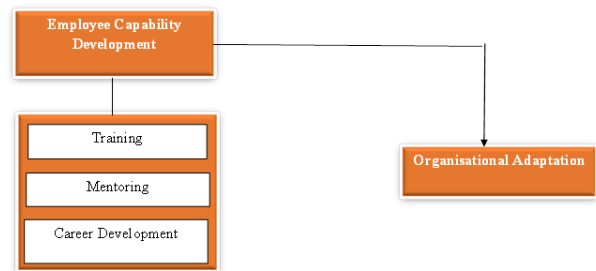 Employee Capability
Development
Training
Mentoring
Career Development
Organisational Adaptation